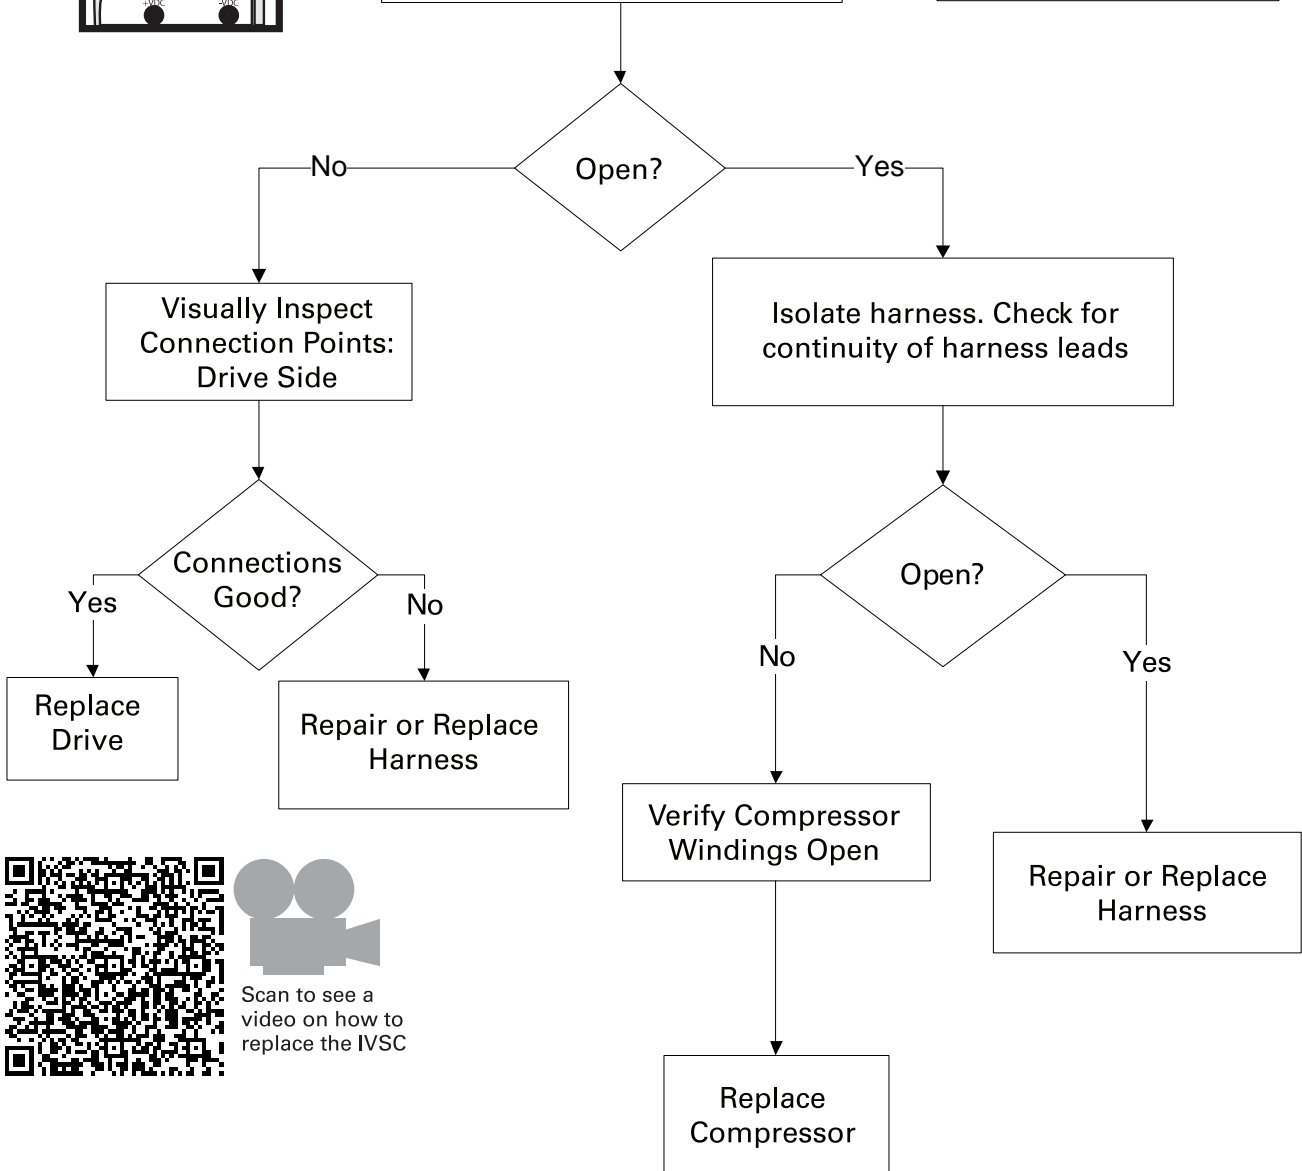 +VDC
-VDC
Open?
No
Yes
Visually Inspect
Connection Points:
Drive Side
Isolate harness. Check for
continuity of harness leads
Connections
Good?
Yes
No
Open?
No
Yes
Replace
Drive
Repair or Replace
Harness
Verify Compressor
Windings Open
Repair or Replace
Harness
Scan to see a
video on how to
replace the IVSC
Replace
Compressor